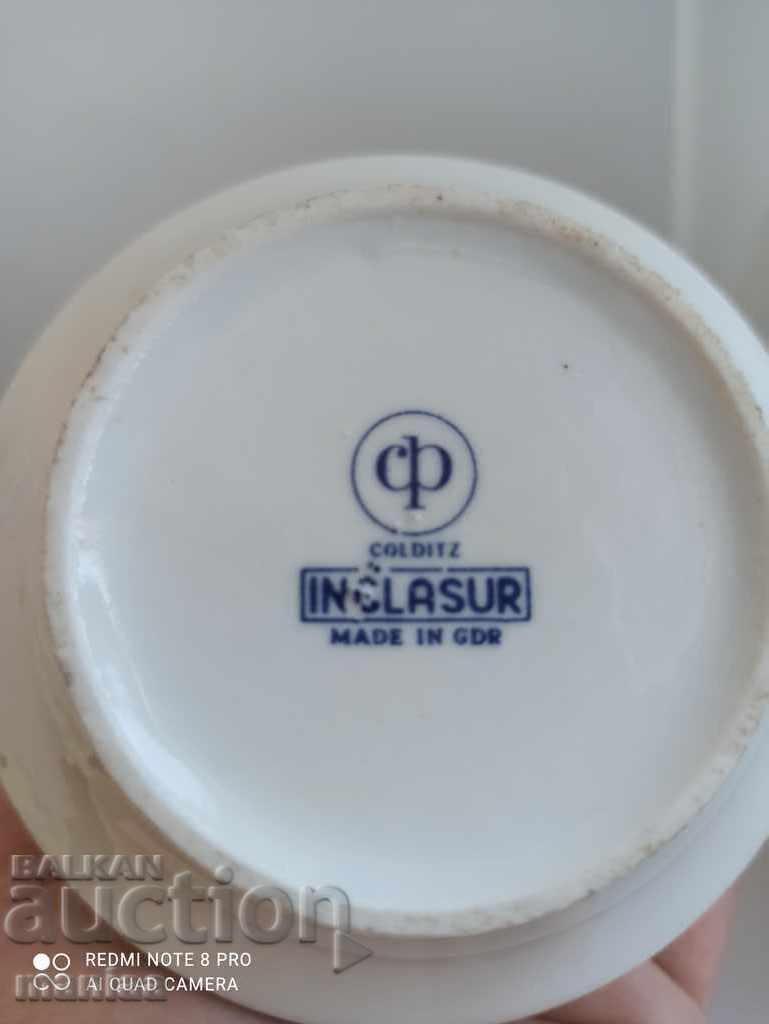 cp
COLDITZ
INGLASUR
MADE IN GDR
BALKAN
auction
REDMI NOTE 8 PRO
AI QUAD CAMERA